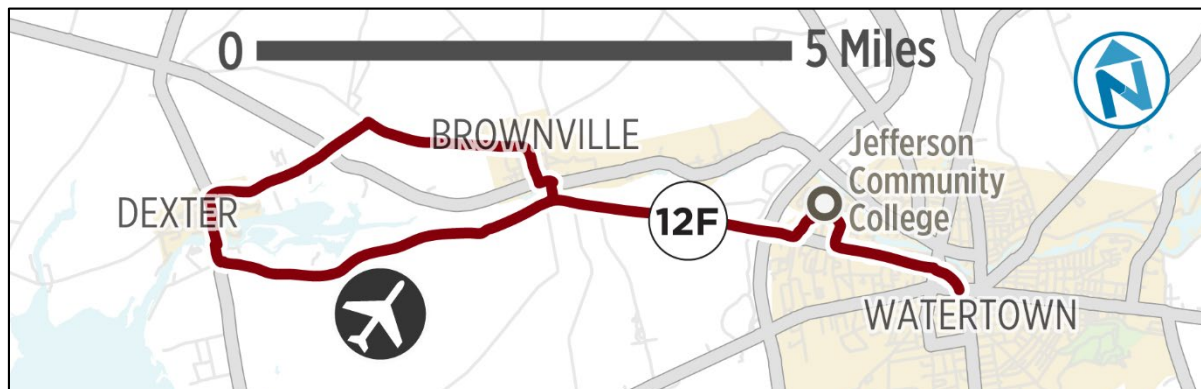 0 5 Miles
N
BROWNVILLE
DEXTER
12F
Jefferson
Community
College
WATERTOWN